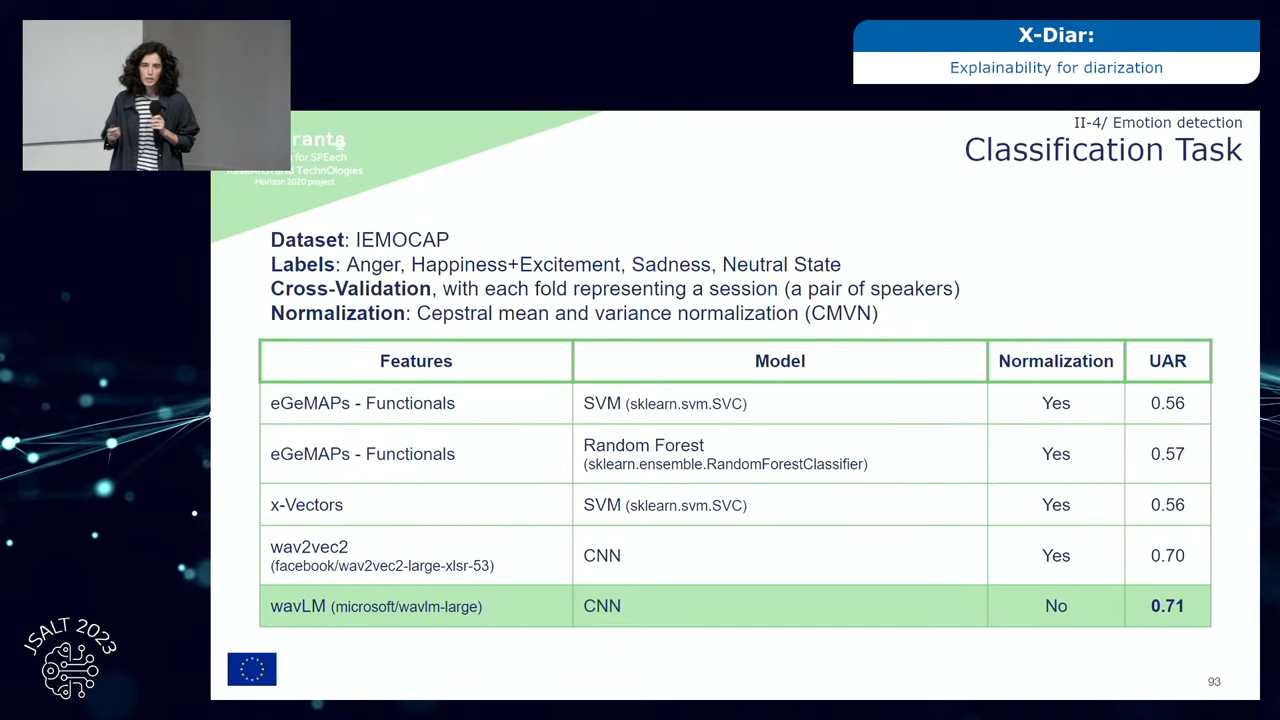 X-Diar:
Explainability for diarization
II-4/ Emotion detection
Classification Task
for SPEech
TechnOlogies
Horizon 2020 project
Dataset: IEMOCAP
Labels: Anger, Happiness+Excitement, Sadness, Neutral State
Cross-Validation, with each fold representing a session (a pair of speakers)
Normalization: Cepstral mean and variance normalization (CMVN)
Features Model Normalization UAR
eGeMAPs - Functionals SVM (sklearn.svm.SVC) Yes 0.56
eGeMAPs - Functionals Random Forest (sklearn.ensemble.RandomForestClassifier) Yes 0.57
x-Vectors SVM (sklearn.svm.SVC) Yes 0.56
wav2vec2 (facebook/wav2vec2-large-xlsr-53) CNN Yes 0.70
wavLM (microsoft/wavlm-large) CNN No 0.71
JSALT 2023
93